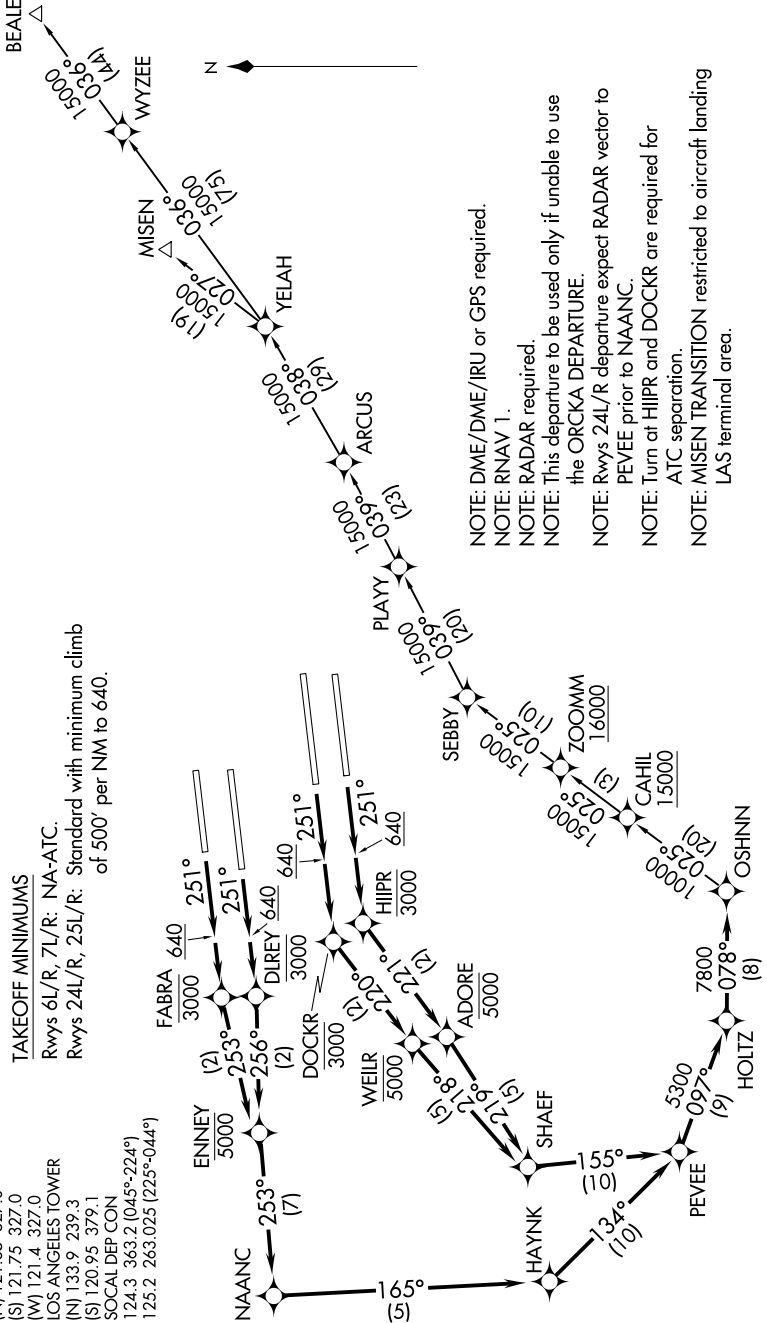 TAKEOFF MINIMUMS
Rwys 6L/R, 7L/R: NA-ATC.
Rwys 24L/R, 25L/R: Standard with minimum climb
of 500' per NM to 640.
(S) 121.75 327.0
(W) 121.4 327.0
LOS ANGELES TOWER
(N) 133.9 239.3
(S) 120.95 379.1
SOCAL DEP CON
124.3 363.2 (045°-224°)
125.2 263.025 (225°-044°)
BEALE
15000
036°
(44)
WYZEE
N
036°
15000
(75)
MISEN
(19)
15000
027°
YELAH
15000
038°
(29)
ARCUS
15000
039°
(23)
PLAYY
15000
039°
(20)
SEBBY
15000
025°
(10)
ZOOMM
16000
15000
025°
(3)
CAHIL
15000
10000
025°
(20)
OSHNN
7800
078°
(8)
HOLTZ
5300
097°
(9)
PEVEE
251°
640
251°
640
FABRA
3000
DLREY
3000
(2)
253°
256°
(2)
ENNEY
5000
253°
(7)
NAANC
165°
(5)
HAYNK
134°
(10)
251°
640
251°
640
DOCKR
3000
HIIPR
3000
220°
(2)
221°
(2)
WEILR
5000
ADORE
5000
218°
(5)
219°
(5)
SHAEF
155°
(10)
NOTE: DME/DME/IRU or GPS required.
NOTE: RNAV 1.
NOTE: RADAR required.
NOTE: This departure to be used only if unable to use
the ORCKA DEPARTURE.
NOTE: Rwys 24L/R departure expect RADAR vector to
PEVEE prior to NAANC.
NOTE: Turn at HIIPR and DOCKR are required for
ATC separation.
NOTE: MISEN TRANSITION restricted to aircraft landing
LAS terminal area.